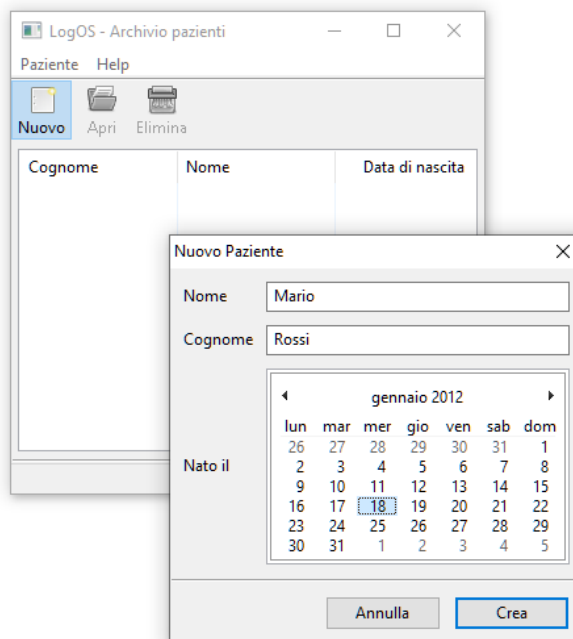 LogOS - Archivio pazienti
Paziente Help
Nuovo Apri Elimina
Cognome Nome Data di nascita
Nuovo Paziente
Nome Mario
Cognome Rossi
gennaio 2012
lun mar mer gio ven sab dom
26 27 28 29 30 31 1
2 3 4 5 6 7 8
Nato il
9 10 11 12 13 14 15
16 17 18 19 20 21 22
23 24 25 26 27 28 29
30 31 1 2 3 4 5
Annulla Crea